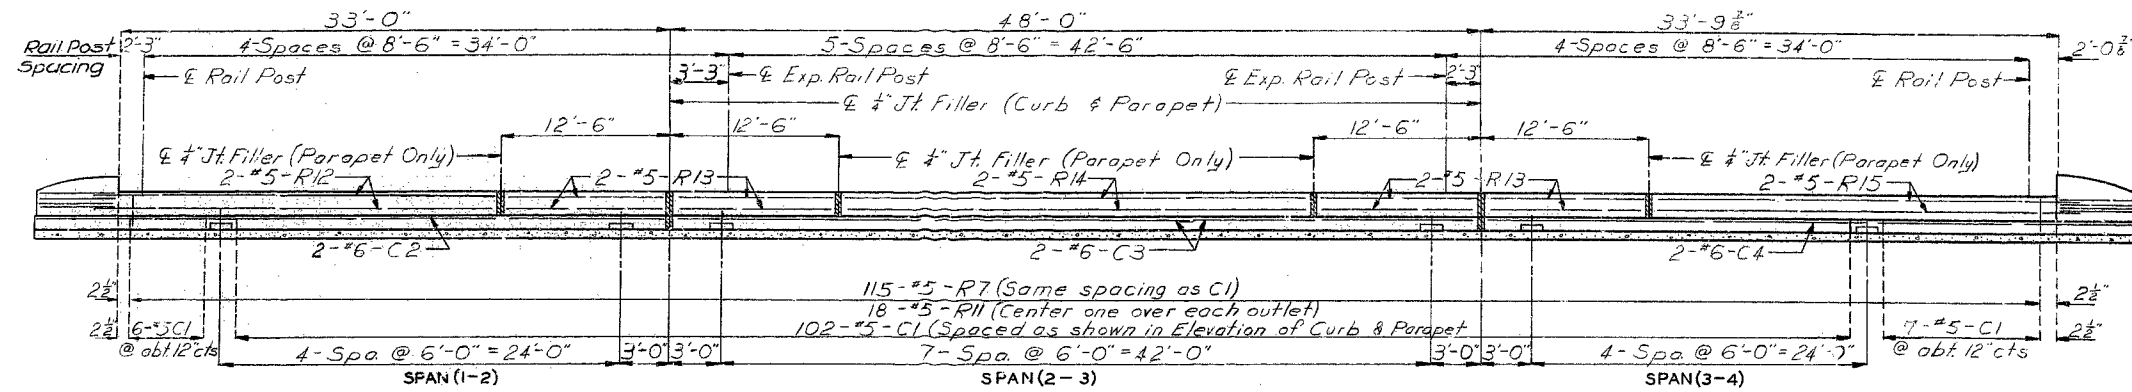 33'-0"
48'-0"
33'-9 7/8"
Rail Post Spacing
2'-3"
4-Spaces @ 8'-6" = 34'-0"
5-Spaces @ 8'-6" = 42'-6"
4-Spaces @ 8'-6" = 34'-0"
2'-0 7/8"
℄ Rail Post
3'-3"
℄ Exp. Rail Post
℄ Exp. Rail Post
2'-3"
℄ Rail Post
℄ 1/4" Jt. Filler (Curb & Parapet)
12'-6"
12'-6"
12'-6"
12'-6"
℄ 1/4" Jt. Filler (Parapet Only)
℄ 1/4" Jt. Filler (Parapet Only)
℄ 1/4" Jt. Filler (Parapet Only)
2-#5-R12
2-#5-R13
2-#5-R14
2-#5-R13
2-#5-R15
2-#6-C2
2-#6-C3
2-#6-C4
2 1/2"
115-#5-R7 (Same spacing as C1)
2 1/2"
18-#5-R11 (Center one over each outlet)
2 1/2"
6-#5C1
@ abt. 12" cts
102-#5-C1 (Spaced as shown in Elevation of Curb & Parapet
7-#5-C1
@ abt. 12" cts
2 1/2"
4-Spa. @ 6'-0" = 24'-0"
3'-0"
3'-0"
7-Spa. @ 6'-0" = 42'-0"
3'-0"
3'-0"
4-Spa. @ 6'-0" = 24'-0"
SPAN (1-2)
SPAN (2-3)
SPAN (3-4)